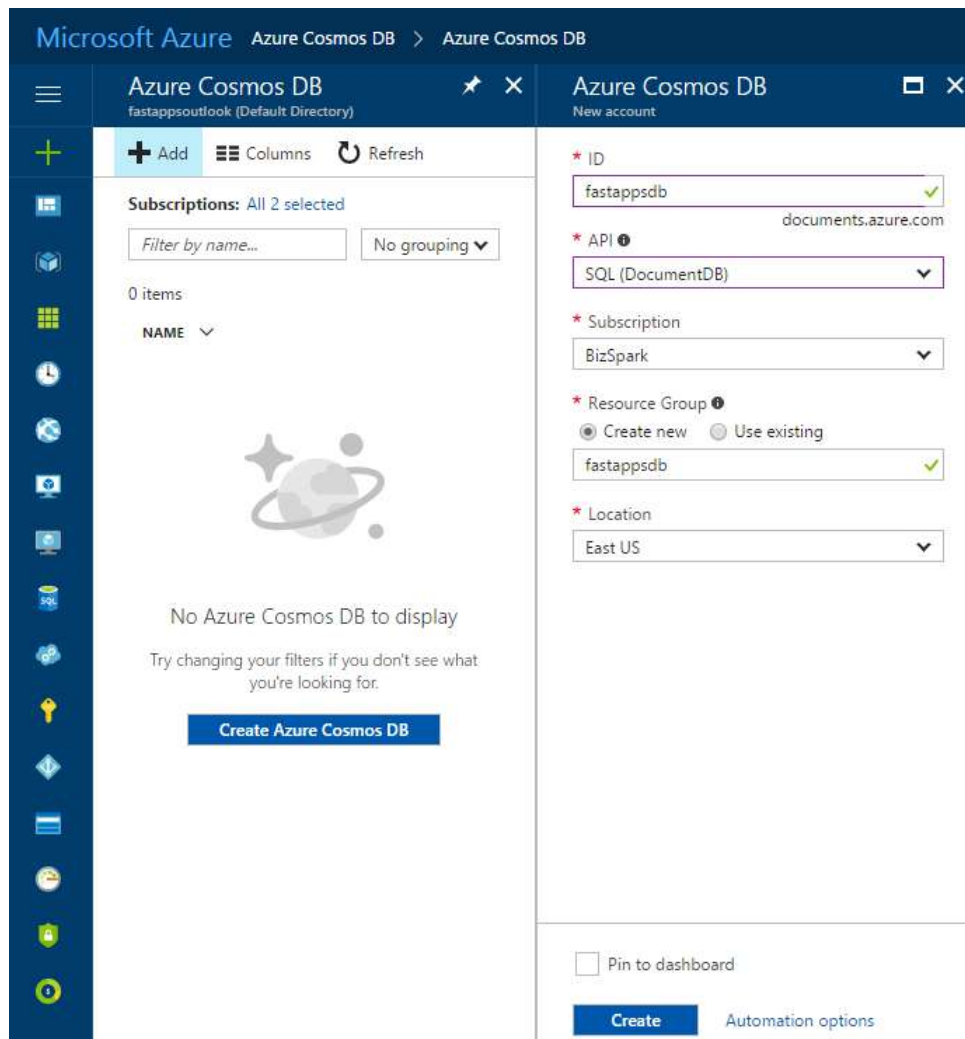 Microsoft Azure Azure Cosmos DB > Azure Cosmos DB
Azure Cosmos DB
fastappsoutlook (Default Directory)
Add Columns Refresh
Subscriptions: All 2 selected
Filter by name... No grouping
0 items
NAME
No Azure Cosmos DB to display
Try changing your filters if you don't see what
you're looking for.
Create Azure Cosmos DB
Azure Cosmos DB
New account
* ID
fastappsdb
documents.azure.com
* API
SQL (DocumentDB)
* Subscription
BizSpark
* Resource Group
Create new Use existing
fastappsdb
* Location
East US
Pin to dashboard
Create Automation options
SQL